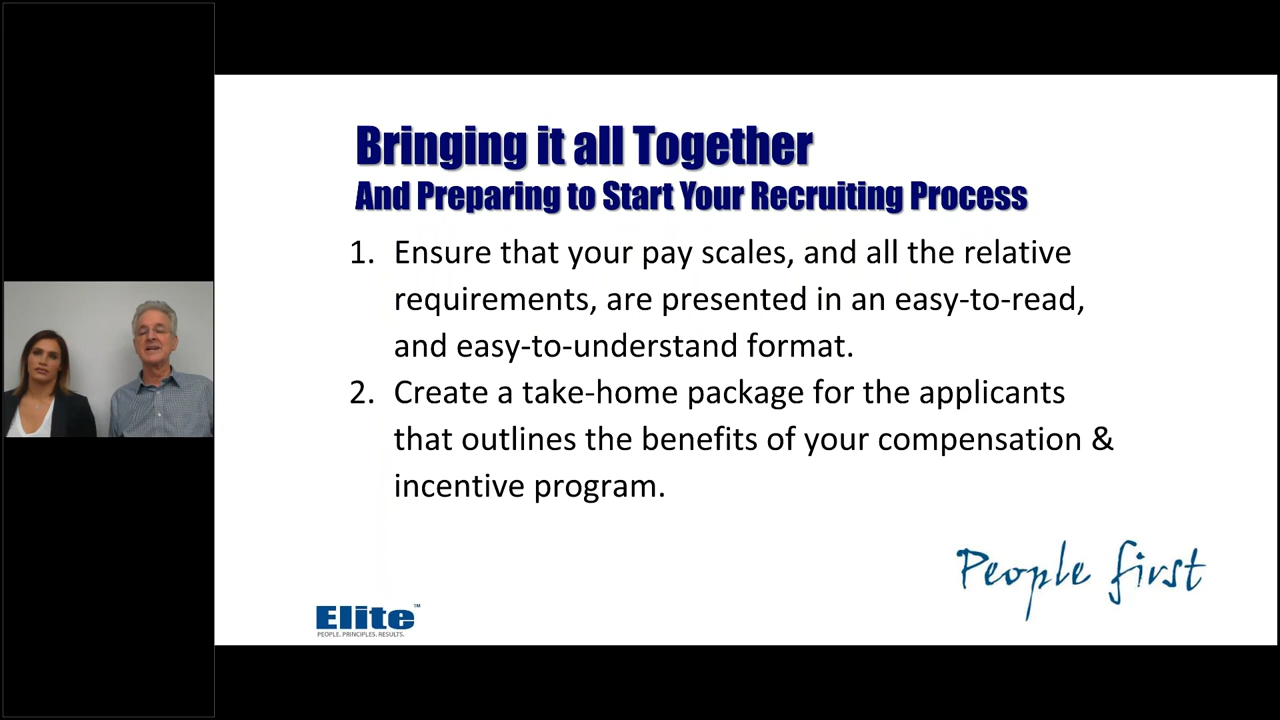 Bringing it all Together
And Preparing to Start Your Recruiting Process
1. Ensure that your pay scales, and all the relative
requirements, are presented in an easy-to-read,
and easy-to-understand format.
2. Create a take-home package for the applicants
that outlines the benefits of your compensation &
incentive program.
People first
Elite™
PEOPLE. PRINCIPLES. RESULTS.